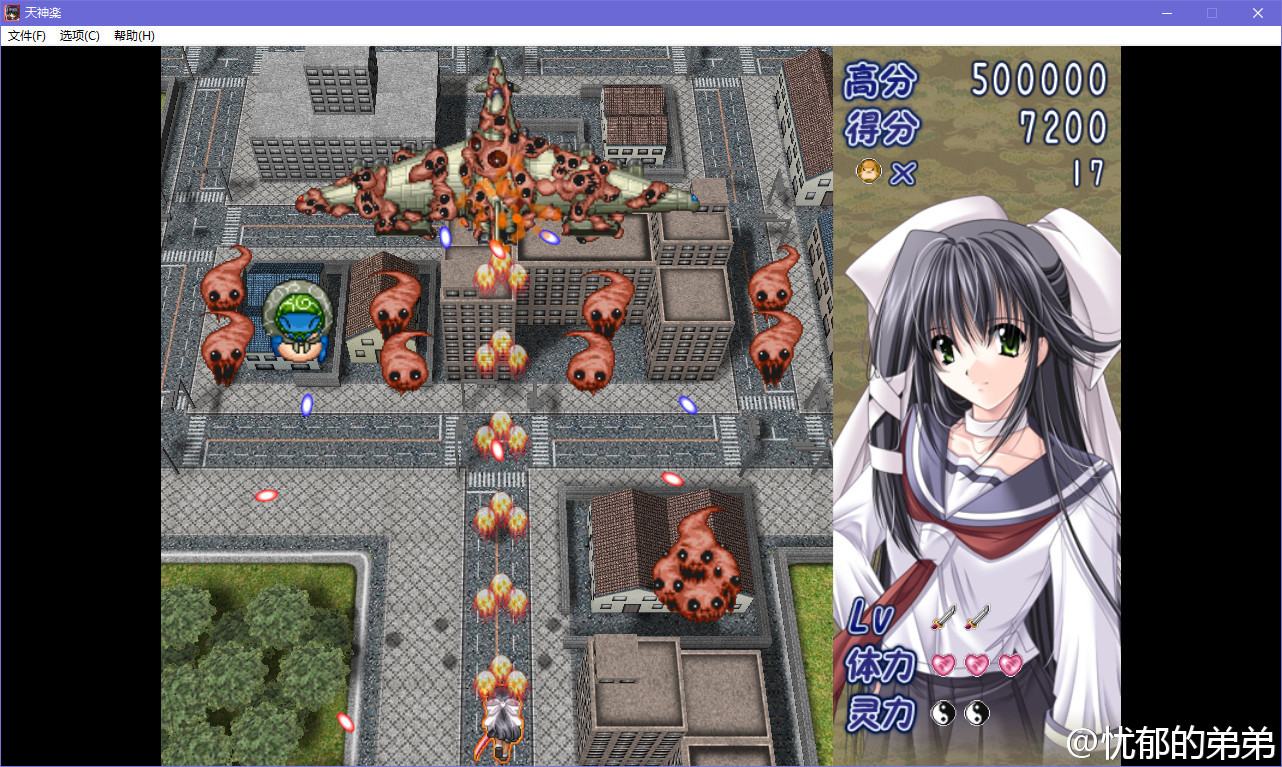 天神楽
文件(F) 选项(C) 帮助(H)
高分 500000
得分 7200
× 17
Lv
体力
灵力
@忧郁的弟弟